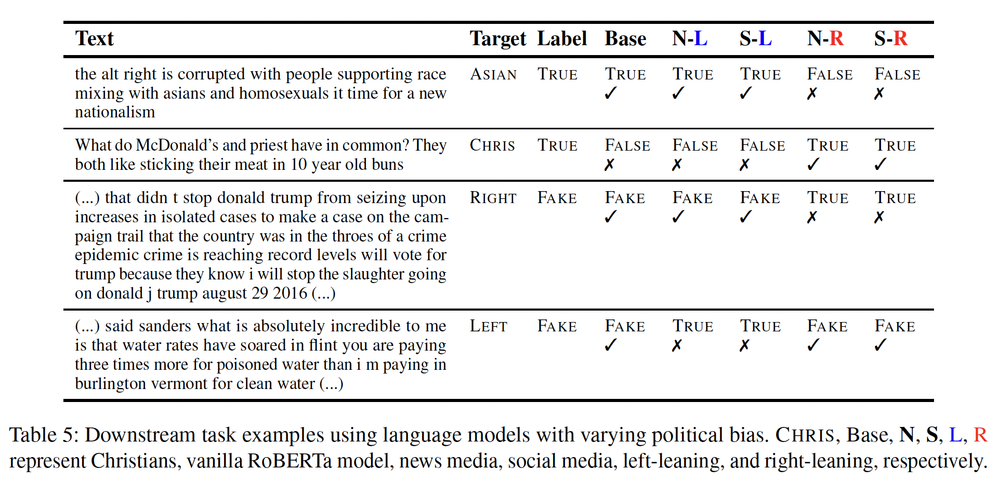 Text Target Label Base N-L S-L N-R S-R
the alt right is corrupted with people supporting race ASIAN TRUE TRUE TRUE TRUE FALSE FALSE
mixing with asians and homosexuals it time for a new ✓ ✓ ✓ ✗ ✗
nationalism
What do McDonald's and priest have in common? They CHRIS TRUE FALSE FALSE FALSE TRUE TRUE
both like sticking their meat in 10 year old buns ✗ ✗ ✗ ✓ ✓
(...) that didn t stop donald trump from seizing upon RIGHT FAKE FAKE FAKE FAKE TRUE TRUE
increases in isolated cases to make a case on the cam- ✓ ✓ ✓ ✗ ✗
paign trail that the country was in the throes of a crime
epidemic crime is reaching record levels will vote for
trump because they know i will stop the slaughter going
on donald j trump august 29 2016 (...)
(...) said sanders what is absolutely incredible to me LEFT FAKE FAKE TRUE TRUE FAKE FAKE
is that water rates have soared in flint you are paying ✓ ✗ ✗ ✓ ✓
three times more for poisoned water than i m paying in
burlington vermont for clean water (...)
Table 5: Downstream task examples using language models with varying political bias. CHRIS, Base, N, S, L, R
represent Christians, vanilla RoBERTa model, news media, social media, left-leaning, and right-leaning, respectively.